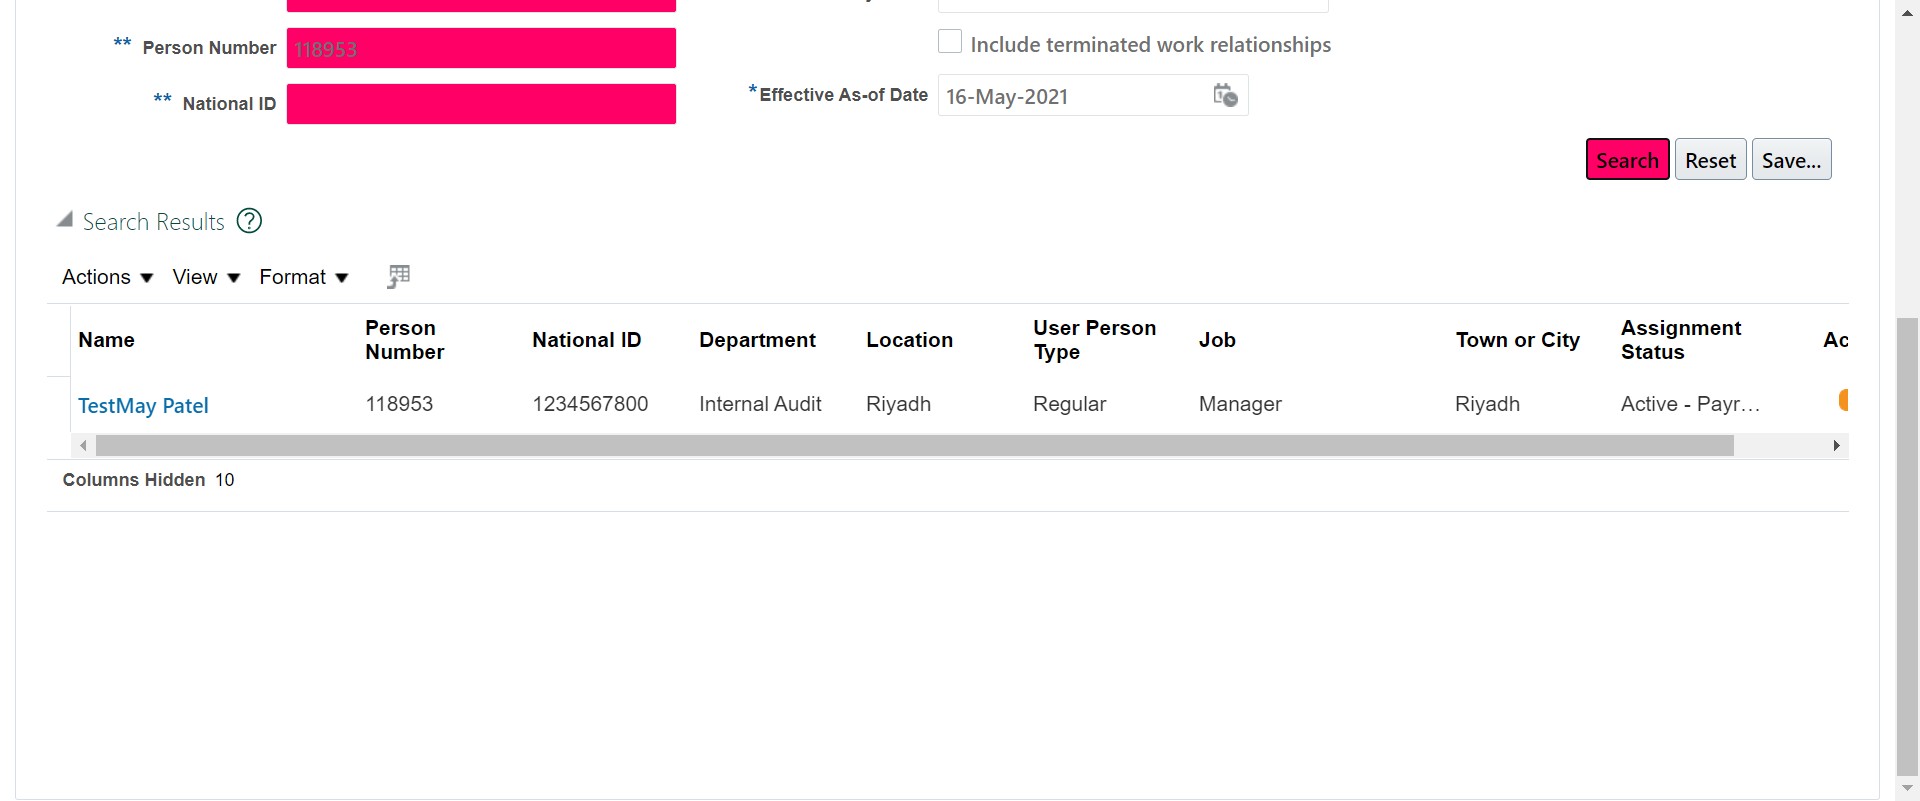 ** Person Number 118953
Include terminated work relationships
** National ID
*Effective As-of Date 16-May-2021
Search Reset Save...
Search Results ?
Actions View Format
Name Person Number National ID Department Location User Person Type Job Town or City Assignment Status Ac
TestMay Patel 118953 1234567800 Internal Audit Riyadh Regular Manager Riyadh Active - Payr...
Columns Hidden 10